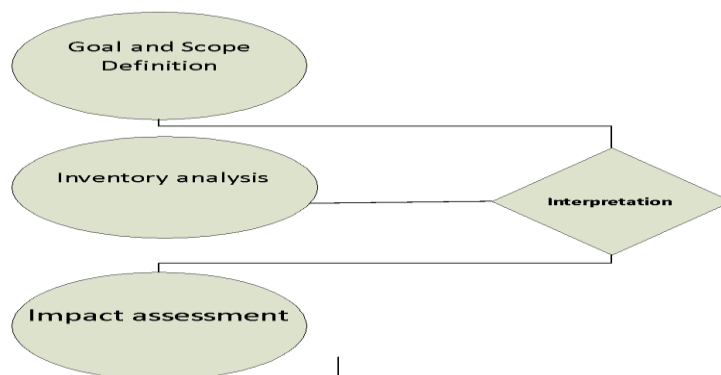 Goal and Scope
Definition
Inventory analysis
Interpretation
Impact assessment